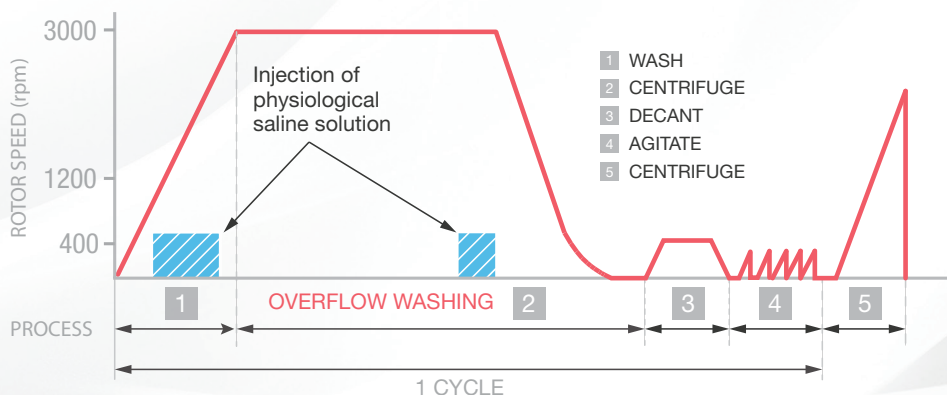 3000
1200
400
ROTOR SPEED (rpm)
Injection of
physiological
saline solution
1 WASH
2 CENTRIFUGE
3 DECANT
4 AGITATE
5 CENTRIFUGE
1 OVERFLOW WASHING 2 3 4 5
PROCESS
1 CYCLE